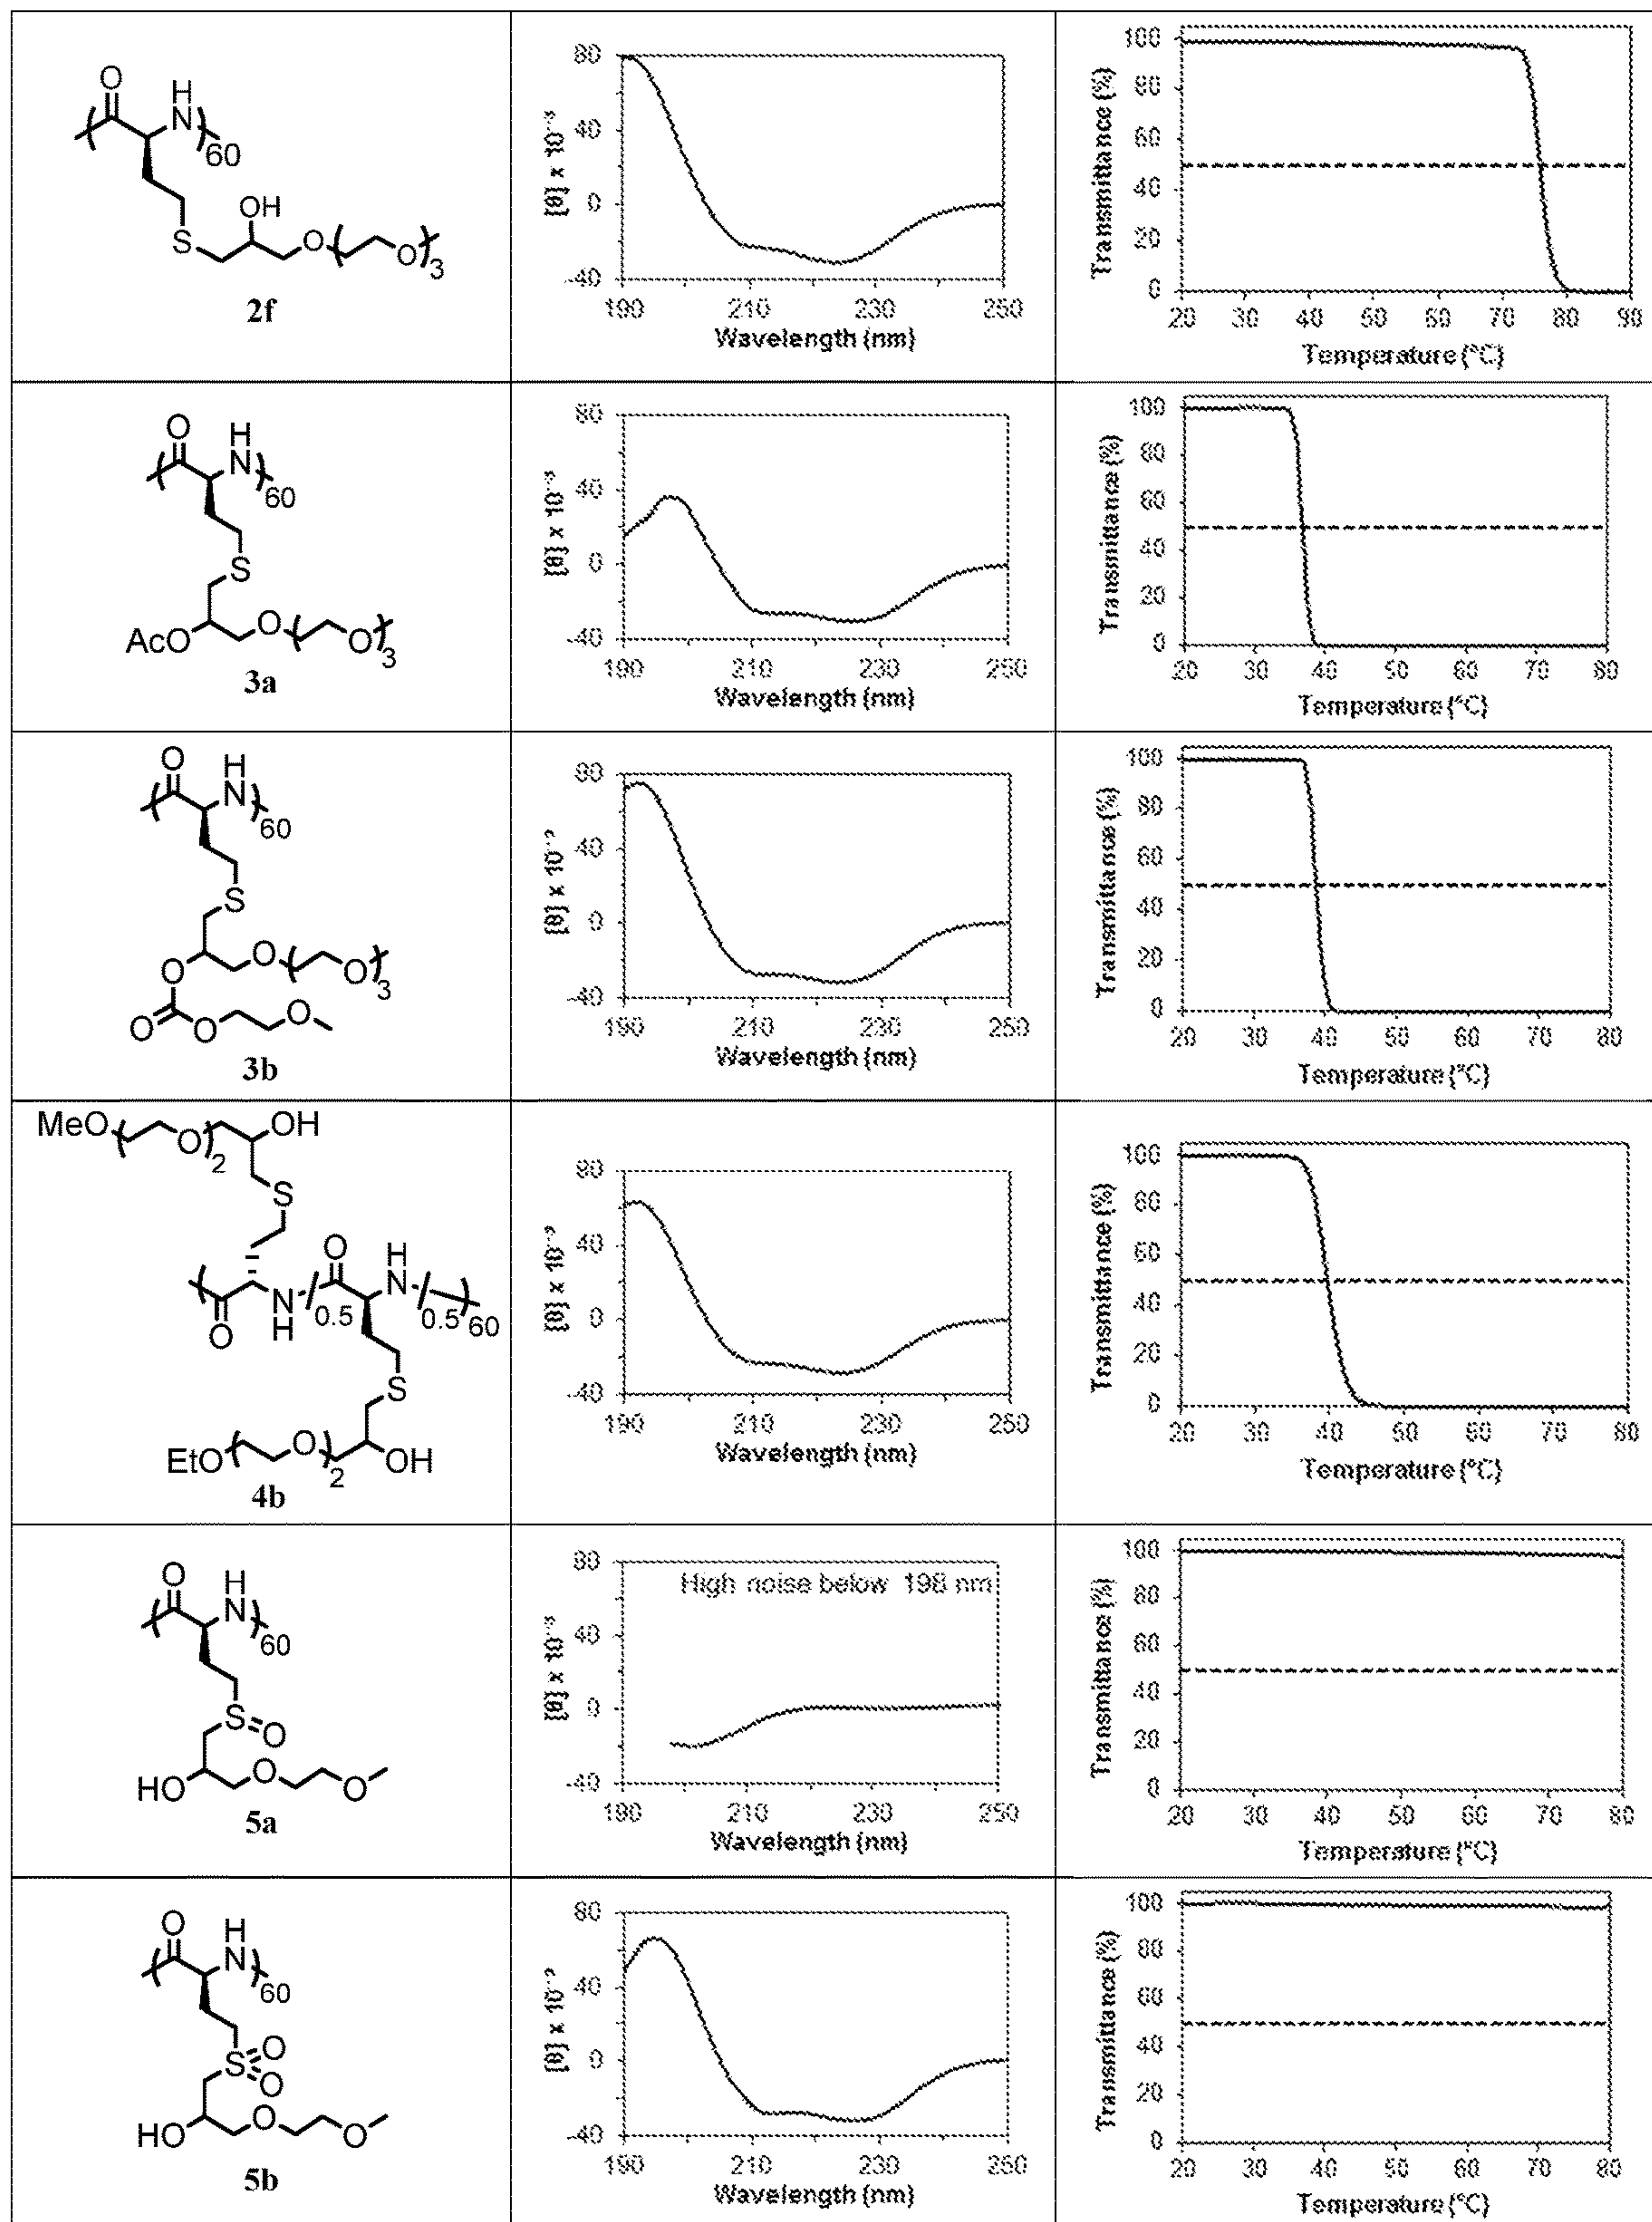 O H N 60
OH
S O O 3
2f
80
40
0
-40
[θ] x 10⁻³
190 210 230 250
Wavelength (nm)
100
80
60
40
20
0
Transmittance (%)
20 30 40 50 60 70 80 90
Temperature (°C)
O H N 60
S
AcO O O 3
3a
80
40
0
-40
[θ] x 10⁻³
190 210 230 250
Wavelength (nm)
100
80
60
40
20
0
Transmittance (%)
20 30 40 50 60 70 80
Temperature (°C)
O H N 60
S
O O O 3
O O O
3b
80
40
0
-40
[θ] x 10⁻³
190 210 230 250
Wavelength (nm)
100
80
60
40
20
0
Transmittance (%)
20 30 40 50 60 70 80
Temperature (°C)
MeO O 2 OH
S
O H N
O N H 0.5 0.5 60
S
EtO O 2 OH
4b
80
40
0
-40
[θ] x 10⁻³
190 210 230 250
Wavelength (nm)
100
80
60
40
20
0
Transmittance (%)
20 30 40 50 60 70 80
Temperature (°C)
O H N 60
S O
HO O O
5a
80
40
0
-40
[θ] x 10⁻³
High noise below 198 nm
190 210 230 250
Wavelength (nm)
100
80
60
40
20
0
Transmittance (%)
20 30 40 50 60 70 80
Temperature (°C)
O H N 60
S O O
HO O O
5b
80
40
0
-40
[θ] x 10⁻³
190 210 230 250
Wavelength (nm)
100
80
60
40
20
0
Transmittance (%)
20 30 40 50 60 70 80
Temperature (°C)